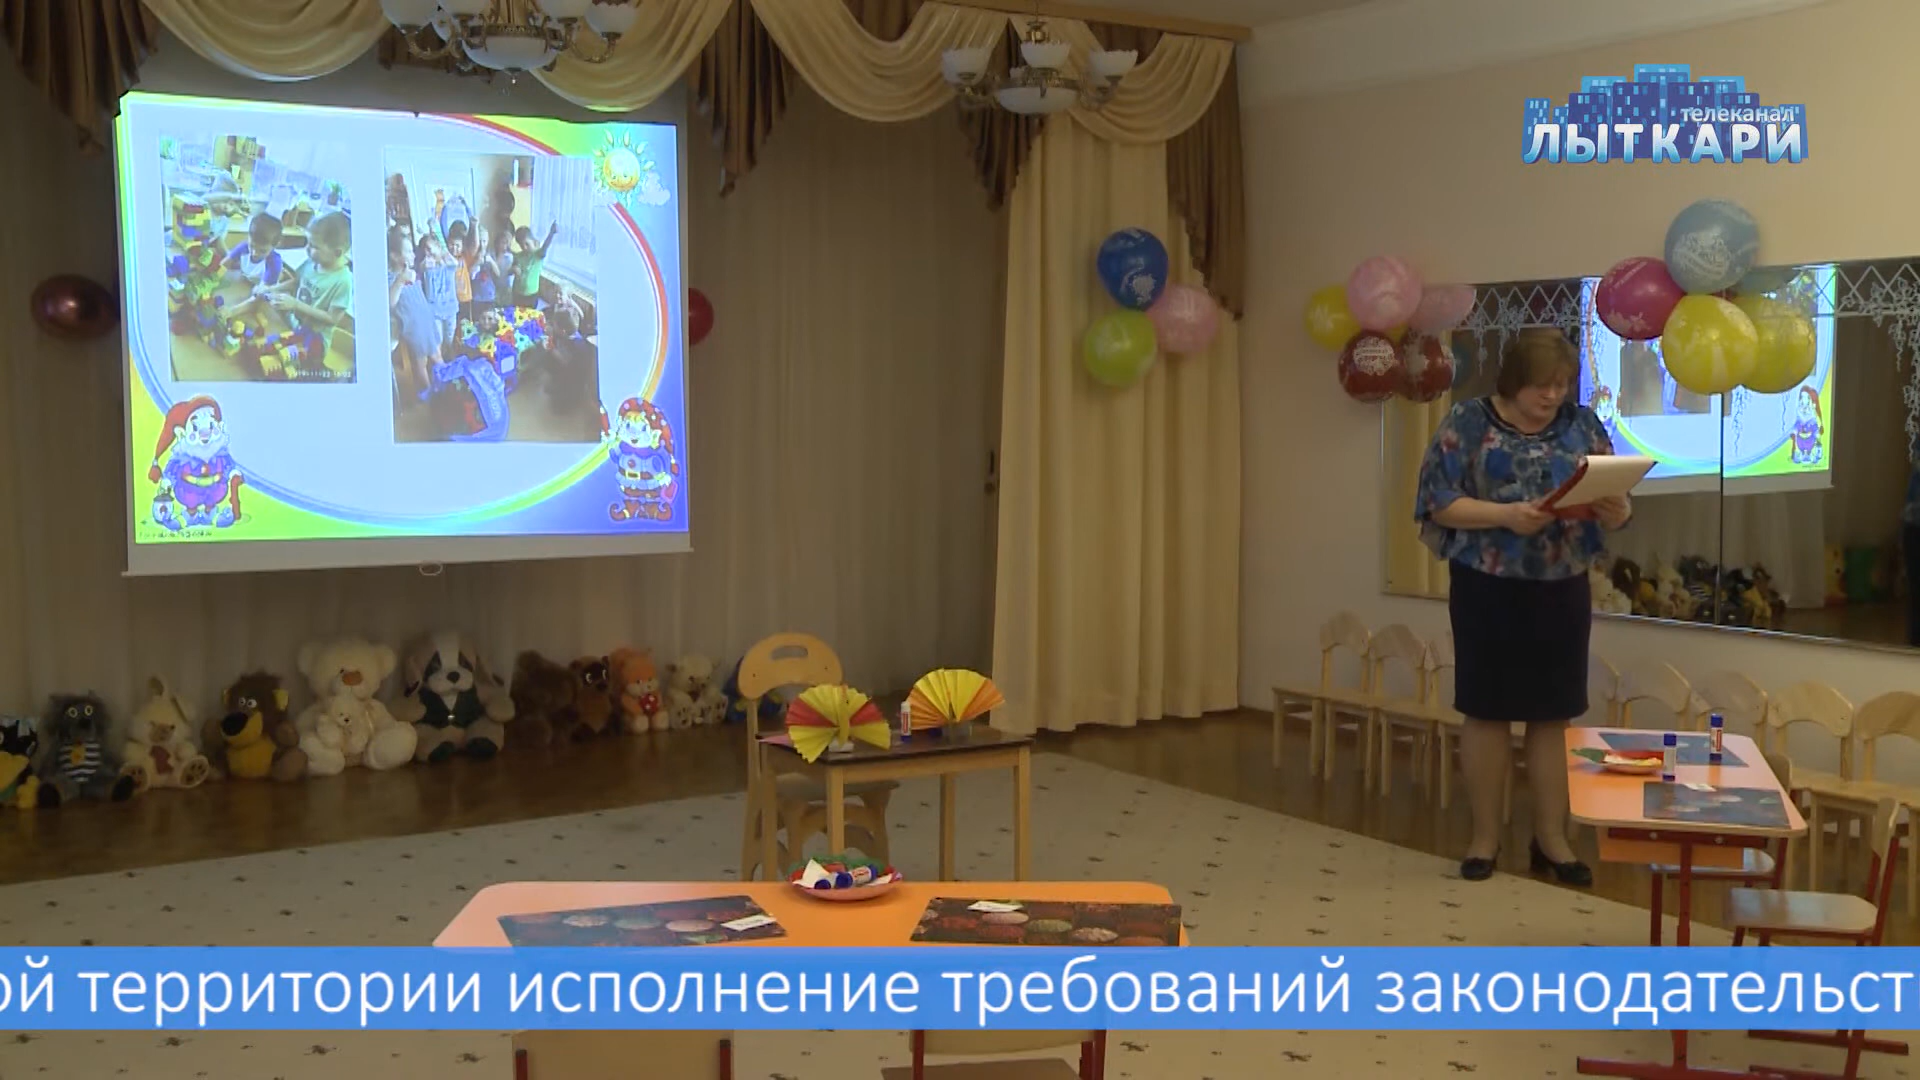 телеканал
ЛЫТКАРИ
ой территории исполнение требований законодательст